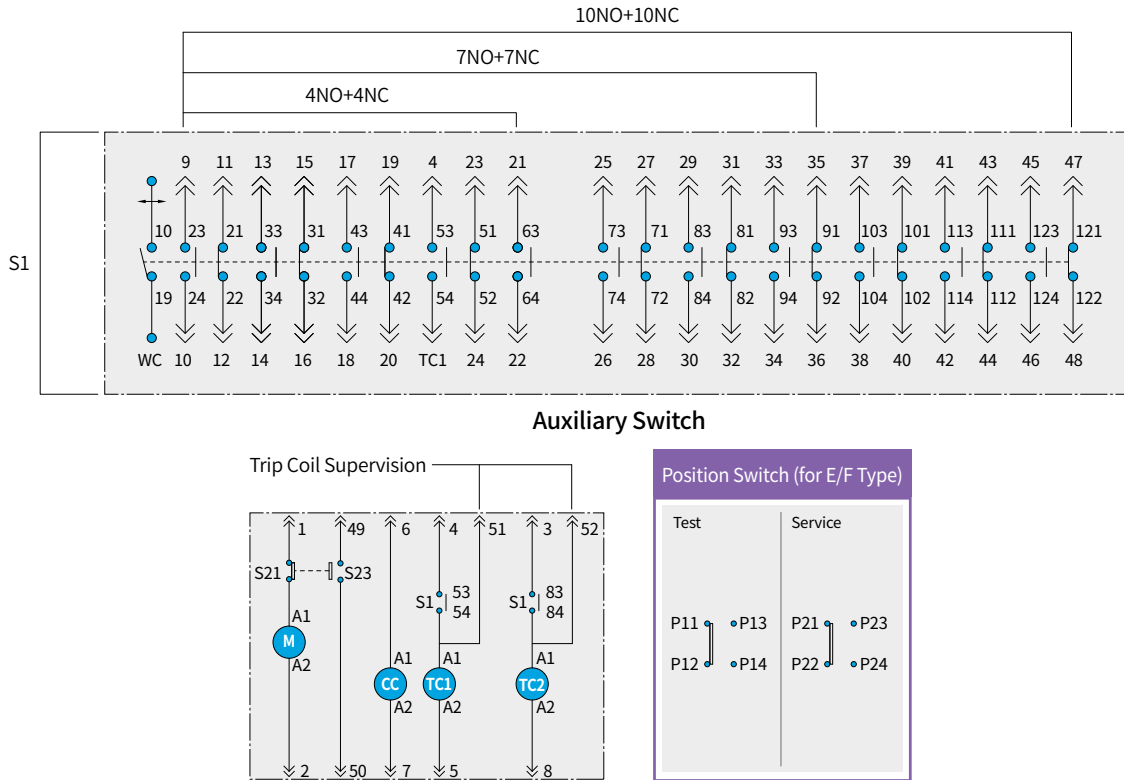 10NO+10NC
7NO+7NC
4NO+4NC
9 11 13 15 17 19 4 23 21 25 27 29 31 33 35 37 39 41 43 45 47
10 23 21 33 31 43 41 53 51 63 73 71 83 81 93 91 103 101 113 111 123 121
S1
19 24 22 34 32 44 42 54 52 64 74 72 84 82 94 92 104 102 114 112 124 122
WC 10 12 14 16 18 20 TC1 24 22 26 28 30 32 34 36 38 40 42 44 46 48
Auxiliary Switch
Trip Coil Supervision
1 49 6 4 51 3 52
S21 S23
S1 53 54
S1 83 84
A1 M A2
A1 CC A2
A1 TC1 A2
A1 TC2 A2
2 50 7 5 8
Position Switch (for E/F Type)
Test Service
P11 P13 P21 P23
P12 P14 P22 P24